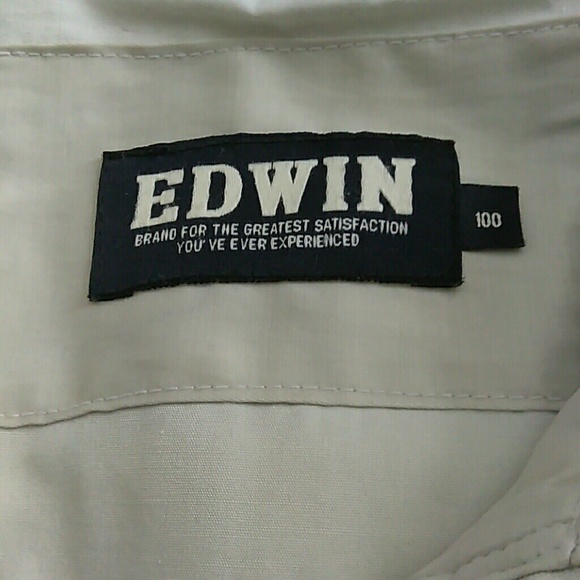 EDWIN
BRAND FOR THE GREATEST SATISFACTION
YOU'VE EVER EXPERIENCED
100